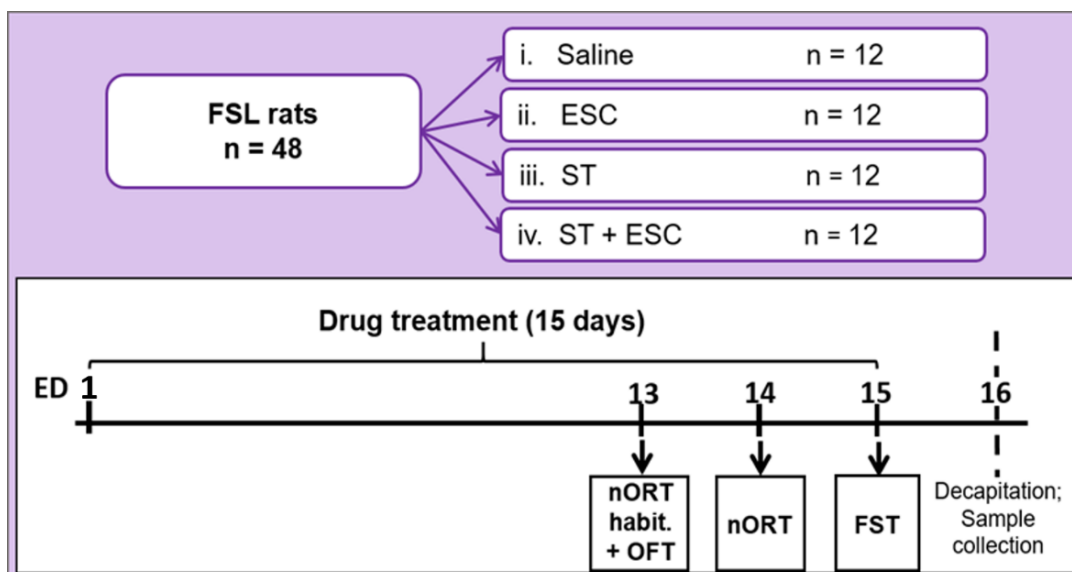 FSL rats
n = 48
i. Saline n = 12
ii. ESC n = 12
iii. ST n = 12
iv. ST + ESC n = 12
Drug treatment (15 days)
ED 1 13 14 15 16
nORT
habit.
+ OFT
nORT
FST
Decapitation;
Sample
collection